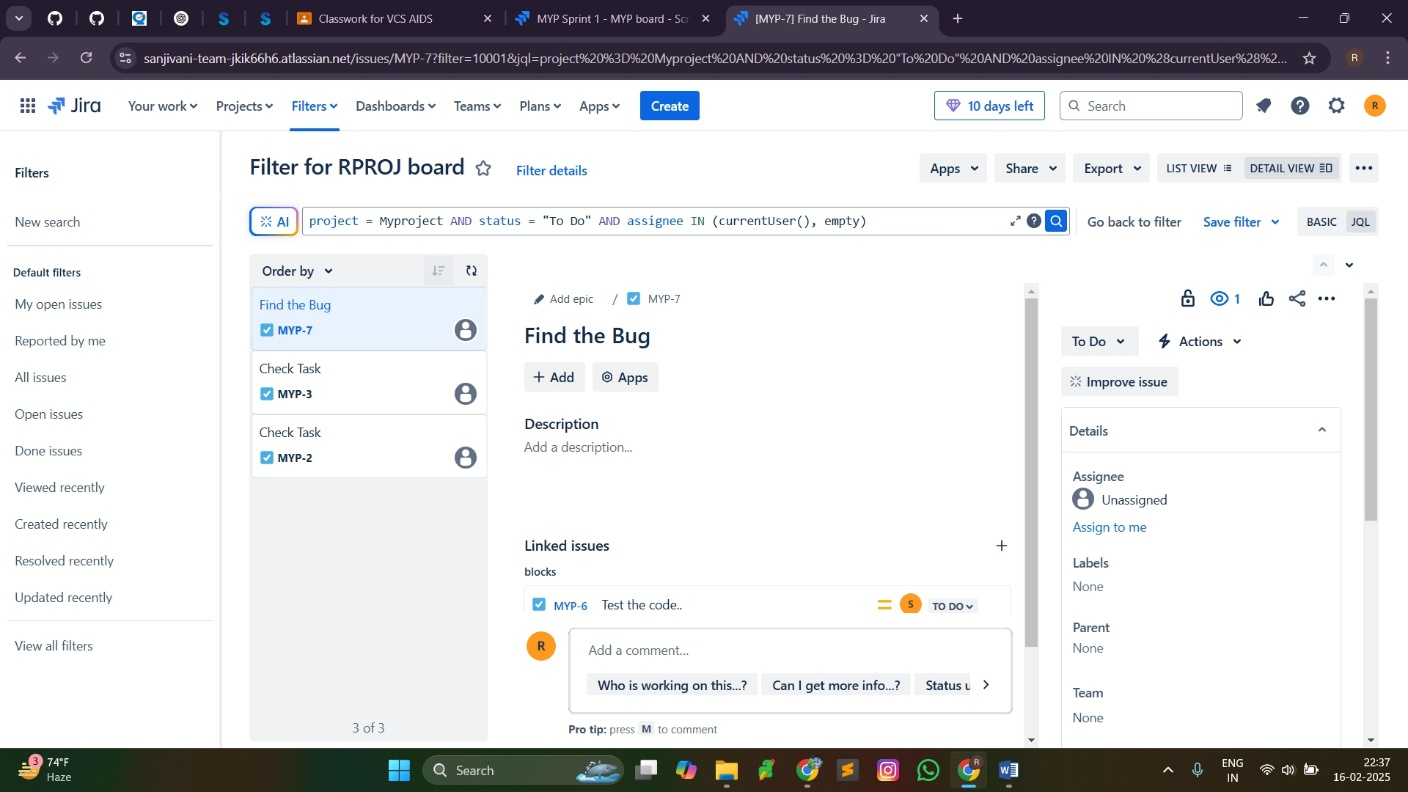 Classwork for VCS AIDS
MYP Sprint 1 - MYP board - Scr
[MYP-7] Find the Bug - Jira
sanjivani-team-jkik66h6.atlassian.net/issues/MYP-7?filter=10001&jql=project%20%3D%20Myproject%20AND%20status%20%3D%20"To%20Do"%20AND%20assignee%20IN%20%28currentUser%28%2...
R
Jira
Your work
Projects
Filters
Dashboards
Teams
Plans
Apps
Create
10 days left
Search
R
Filters
New search
Default filters
My open issues
Reported by me
All issues
Open issues
Done issues
Viewed recently
Created recently
Resolved recently
Updated recently
View all filters
Filter for RPROJ board
Filter details
Apps
Share
Export
LIST VIEW
DETAIL VIEW
AI
project = Myproject AND status = "To Do" AND assignee IN (currentUser(), empty)
Go back to filter
Save filter
BASIC
JQL
Order by
Find the Bug
MYP-7
Check Task
MYP-3
Check Task
MYP-2
3 of 3
Add epic / MYP-7
Find the Bug
+ Add
Apps
Description
Add a description...
Linked issues
blocks
MYP-6 Test the code.. S TO DO
R
Add a comment...
Who is working on this...?
Can I get more info...?
Status u
Pro tip: press M to comment
1
To Do
Actions
Improve issue
Details
Assignee
Unassigned
Assign to me
Labels
None
Parent
None
Team
None
3
74°F
Haze
Search
ENG
IN
22:37
16-02-2025